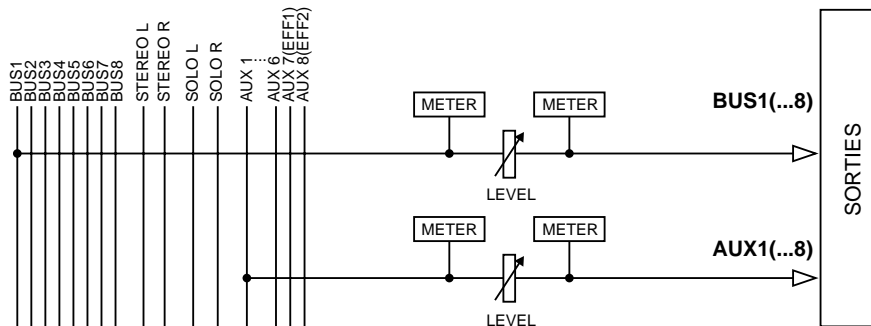 BUS1
BUS2
BUS3
BUS4
BUS5
BUS6
BUS7
BUS8
STEREO L
STEREO R
SOLO L
SOLO R
AUX 1
...
AUX 6
AUX 7(EFF1)
AUX 8(EFF2)
METER
METER
BUS1(...8)
LEVEL
METER
METER
AUX1(...8)
LEVEL
SORTIES